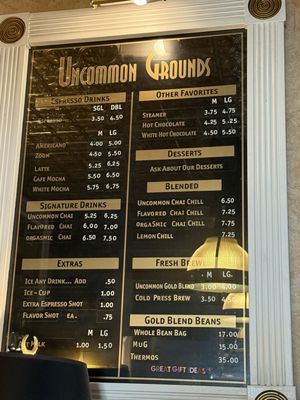 Uncommon Grounds
Espresso Drinks
SGL DBL
3.50 4.50
M LG
Americano 4.00 5.00
Zoom 4.50 5.50
Latte 5.25 6.25
Cafe Mocha 5.50 6.50
White Mocha 5.75 6.75
Signature Drinks
Uncommon Chai 5.25 6.25
Flavored Chai 6.00 7.00
Orgasmic Chai 6.50 7.50
Extras
Ice Any Drink... Add .50
Ice-Cup 1.00
Extra Espresso Shot 1.00
Flavor Shot ea. .75
M LG
Milk 1.00 1.50
Other Favorites
M LG
Steamer 3.75 4.75
Hot Chocolate 4.25 5.25
White Hot Chocolate 4.50 5.50
Desserts
Ask About Our Desserts
Blended
Uncommon Chai Chill 6.50
Flavored Chai Chill 7.25
Orgasmic Chai Chill 7.25
Lemon Chill 7.25
Fresh Brew
M LG
Uncommon Gold Blend 3.00 4.00
Cold Press Brew 3.50 4.50
Gold Blend Beans
Whole Bean Bag 17.00
Mug 15.00
Thermos 35.00
GREAT GIFT IDEAS